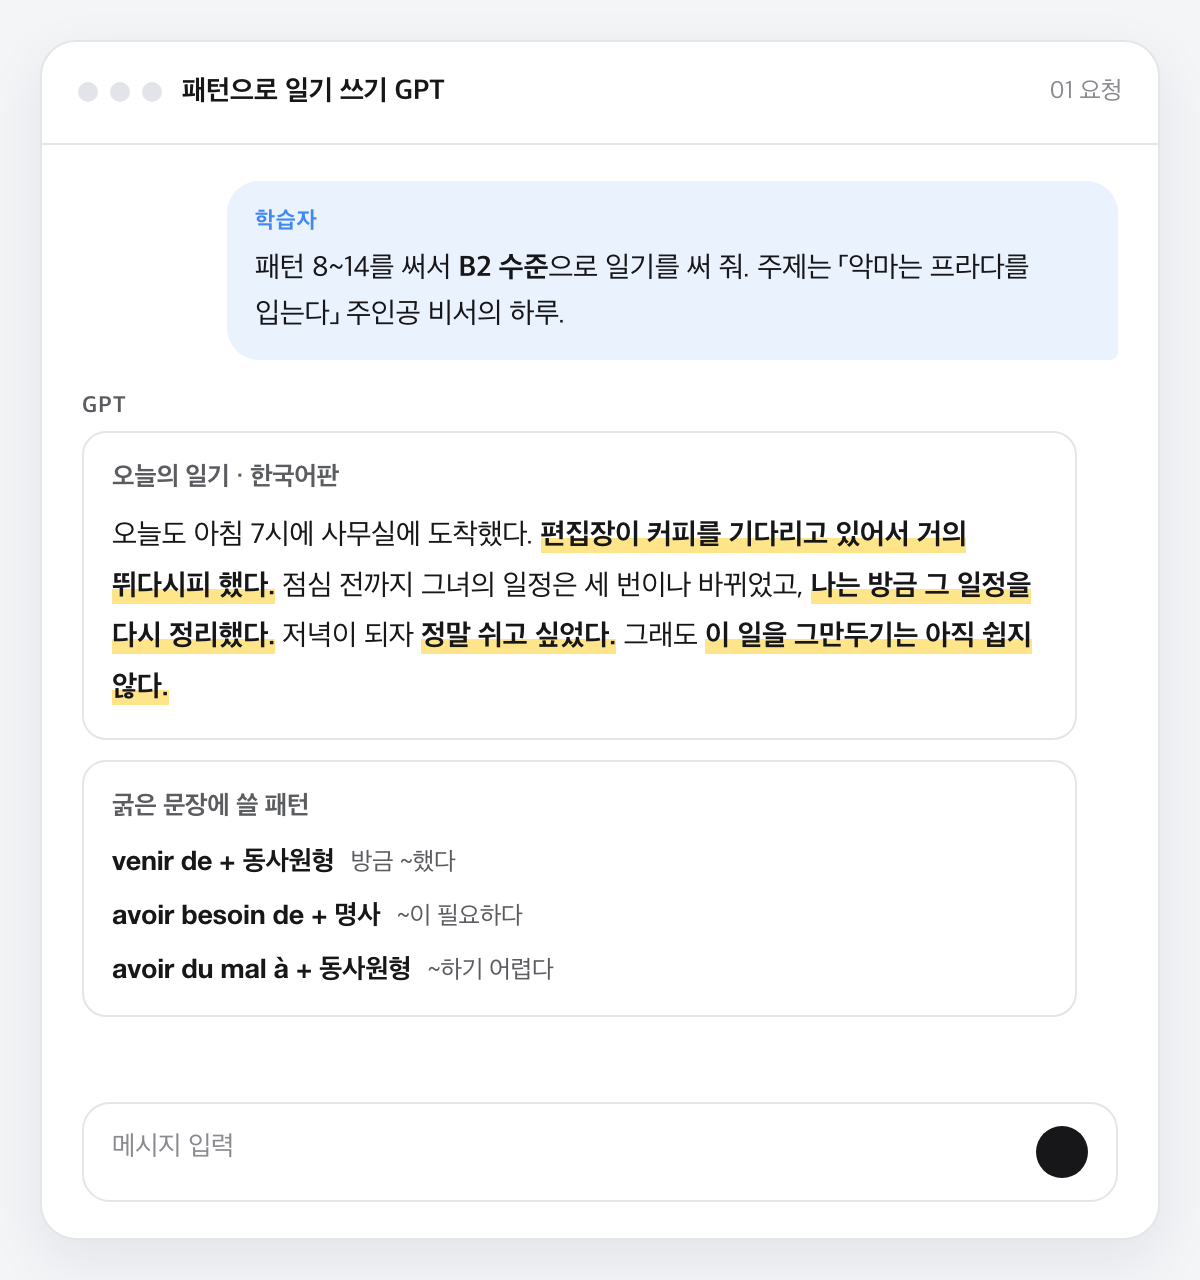 패턴으로 일기 쓰기 GPT
01 요청
학습자
패턴 8~14를 써서 B2 수준으로 일기를 써 줘. 주제는 「악마는 프라다를
입는다」 주인공 비서의 하루.
GPT
오늘의 일기 · 한국어판
오늘도 아침 7시에 사무실에 도착했다. 편집장이 커피를 기다리고 있어서 거의
뛰다시피 했다. 점심 전까지 그녀의 일정은 세 번이나 바뀌었고, 나는 방금 그 일정을
다시 정리했다. 저녁이 되자 정말 쉬고 싶었다. 그래도 이 일을 그만두기는 아직 쉽지
않다.
굵은 문장에 쓸 패턴
venir de + 동사원형 방금 ~했다
avoir besoin de + 명사 ~이 필요하다
avoir du mal à + 동사원형 ~하기 어렵다
메시지 입력